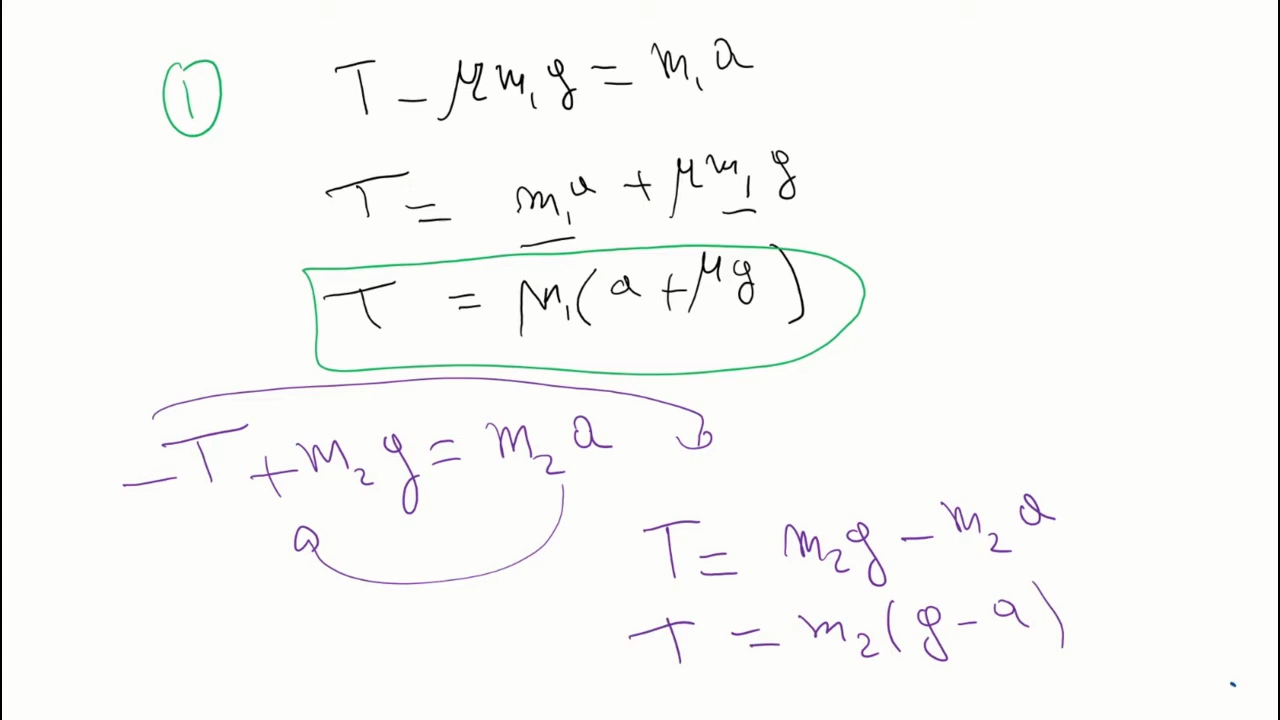 1 T - μm₁g = m₁a
T = m₁a + μm₁g
T = m₁(a + μg)
-T + m₂g = m₂a
T = m₂g - m₂a
T = m₂(g - a)